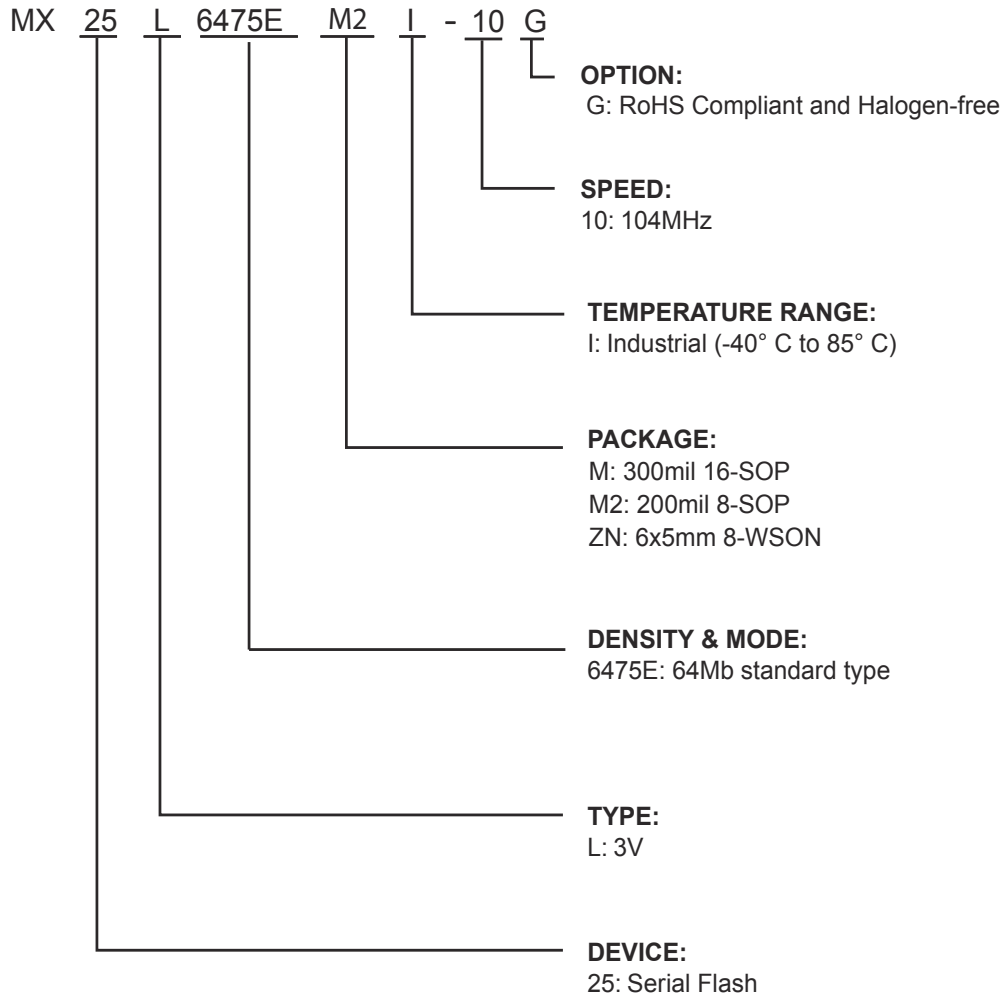 MX 25 L 6475E M2 I - 10 G
OPTION:
G: RoHS Compliant and Halogen-free
SPEED:
10: 104MHz
TEMPERATURE RANGE:
I: Industrial (-40° C to 85° C)
PACKAGE:
M: 300mil 16-SOP
M2: 200mil 8-SOP
ZN: 6x5mm 8-WSON
DENSITY & MODE:
6475E: 64Mb standard type
TYPE:
L: 3V
DEVICE:
25: Serial Flash